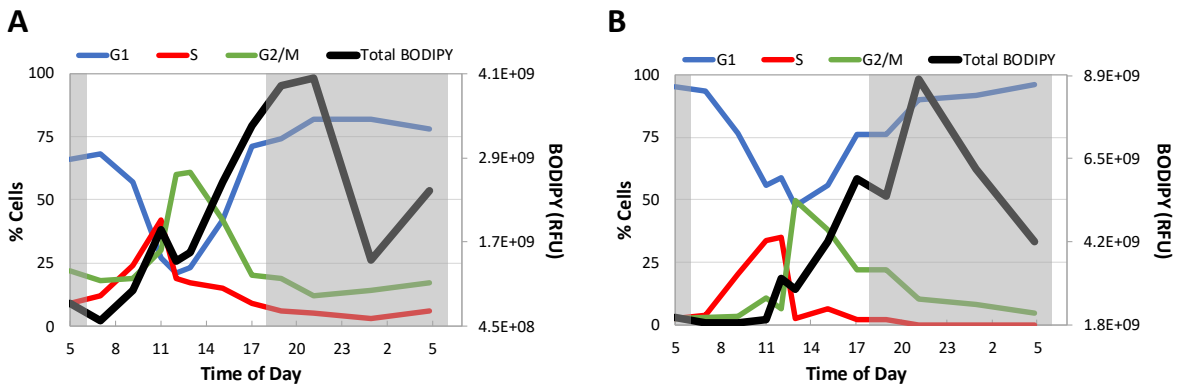 A
G1 S G2/M Total BODIPY
100
75
50
25
0
% Cells
4.1E+09
2.9E+09
1.7E+09
4.5E+08
BODIPY (RFU)
5 8 11 14 17 20 23 2 5
Time of Day
B
G1 S G2/M Total BODIPY
100
75
50
25
0
% Cells
8.9E+09
6.5E+09
4.2E+09
1.8E+09
BODIPY (RFU)
5 8 11 14 17 20 23 2 5
Time of Day